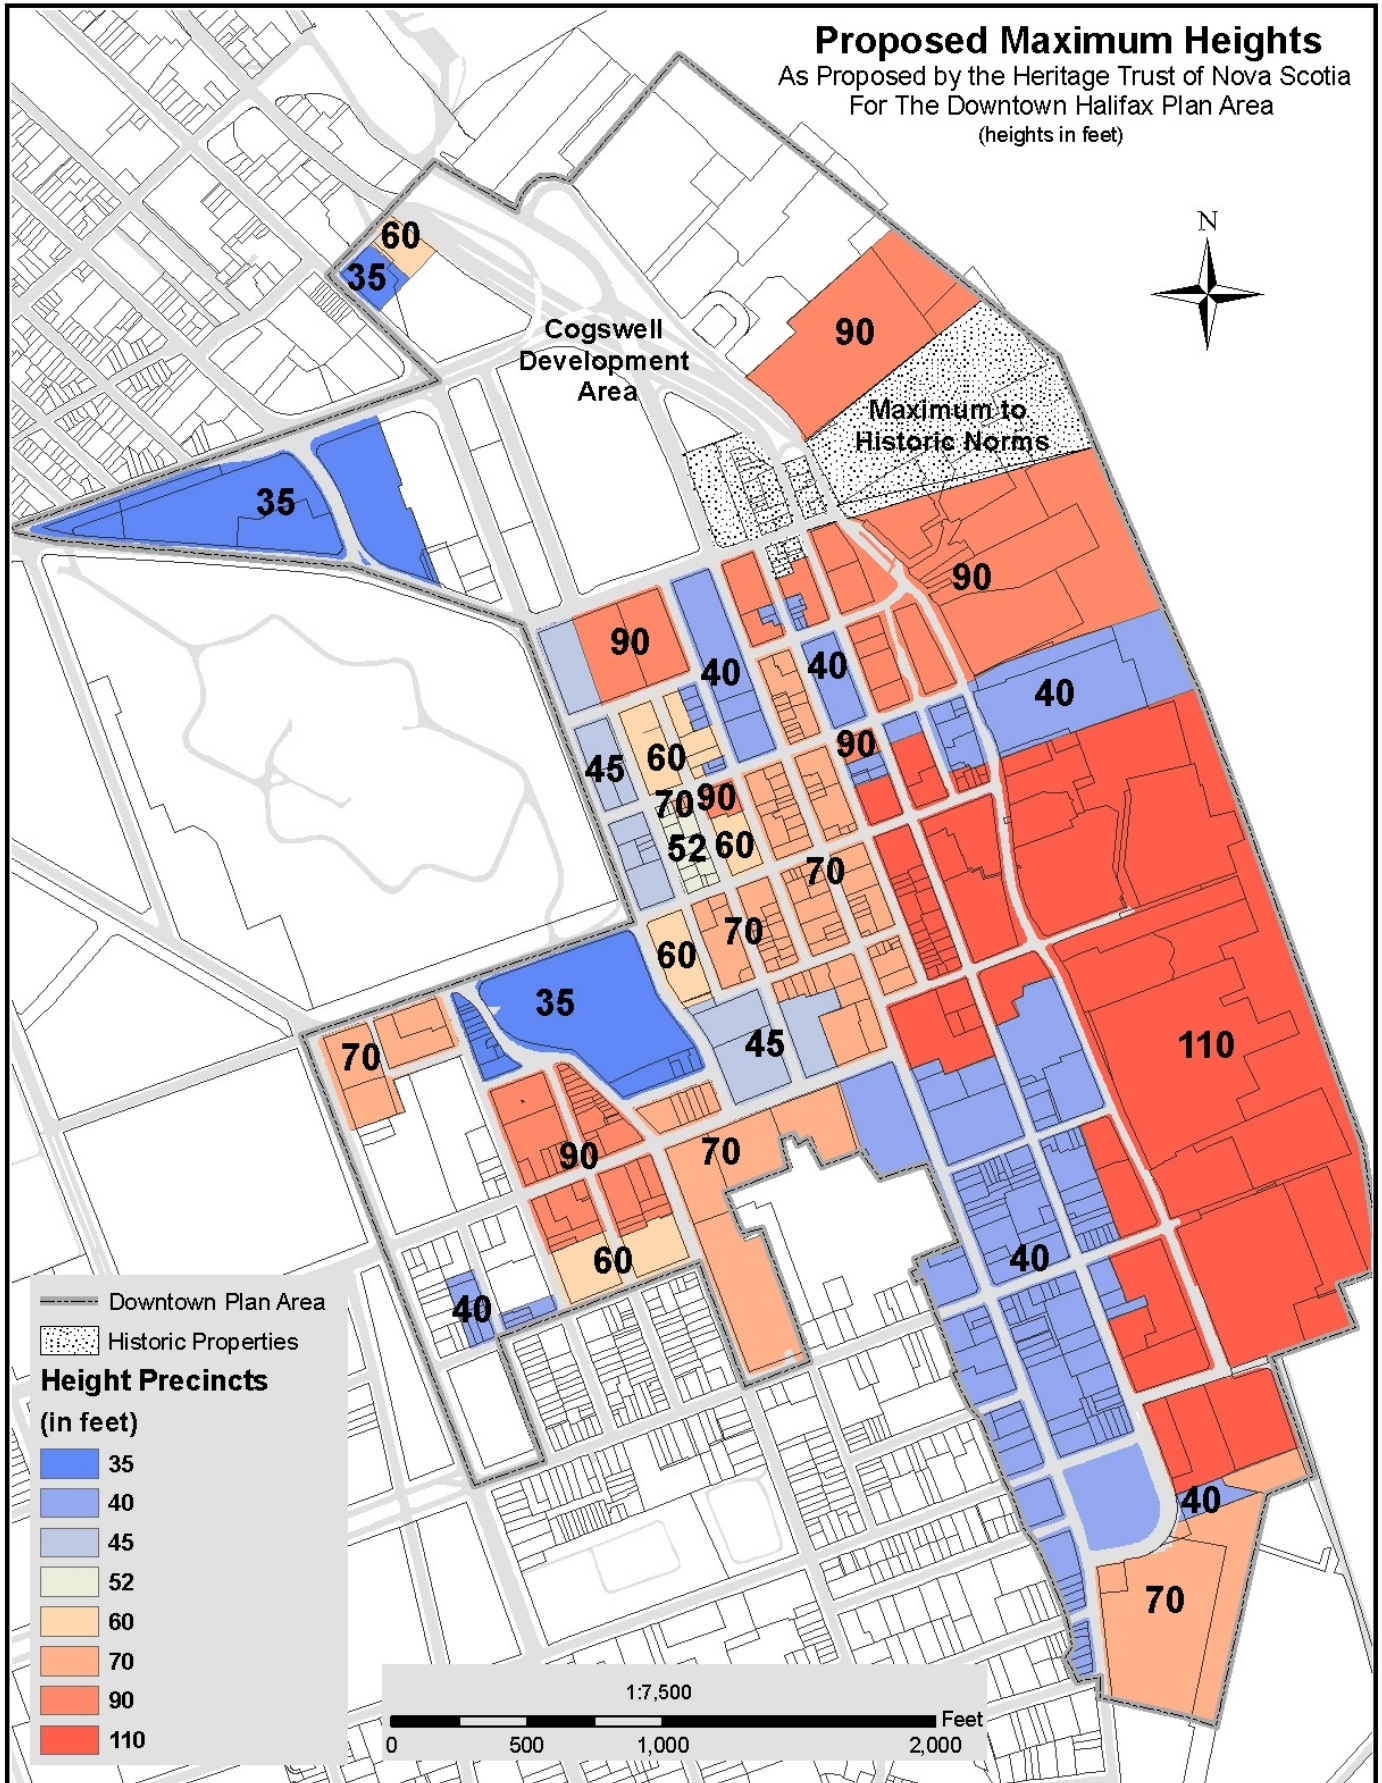 Proposed Maximum Heights
As Proposed by the Heritage Trust of Nova Scotia
For The Downtown Halifax Plan Area
(heights in feet)
N
60
35
Cogswell
Development
Area
90
Maximum to
Historic Norms
35
90
90
40
40
40
45
60
90
70
90
52
60
70
70
60
35
45
70
110
90
70
60
40
40
40
70
Downtown Plan Area
Historic Properties
Height Precincts
(in feet)
35
40
45
52
60
70
90
110
1:7,500
Feet
0
500
1,000
2,000